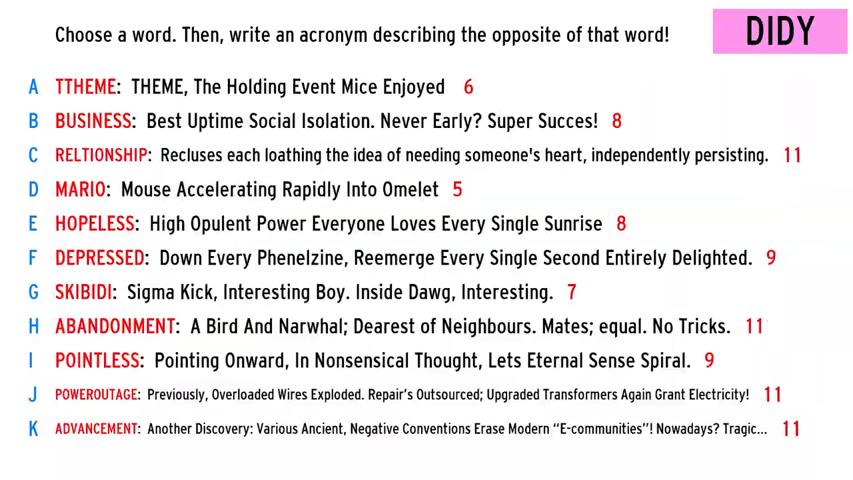 Choose a word. Then, write an acronym describing the opposite of that word!
DIDY
A TTHEME: THEME, The Holding Event Mice Enjoyed 6
B BUSINESS: Best Uptime Social Isolation. Never Early? Super Succes! 8
C RELTIONSHIP: Recluses each loathing the idea of needing someone's heart, independently persisting. 11
D MARIO: Mouse Accelerating Rapidly Into Omelet 5
E HOPELESS: High Opulent Power Everyone Loves Every Single Sunrise 8
F DEPRESSED: Down Every Phenelzine, Reemerge Every Single Second Entirely Delighted. 9
G SKIBIDI: Sigma Kick, Interesting Boy. Inside Dawg, Interesting. 7
H ABANDONMENT: A Bird And Narwhal; Dearest of Neighbours. Mates; equal. No Tricks. 11
I POINTLESS: Pointing Onward, In Nonsensical Thought, Lets Eternal Sense Spiral. 9
J POWEROUTAGE: Previously, Overloaded Wires Exploded. Repair's Outsourced; Upgraded Transformers Again Grant Electricity! 11
K ADVANCEMENT: Another Discovery: Various Ancient, Negative Conventions Erase Modern "E-communities"! Nowadays? Tragic... 11